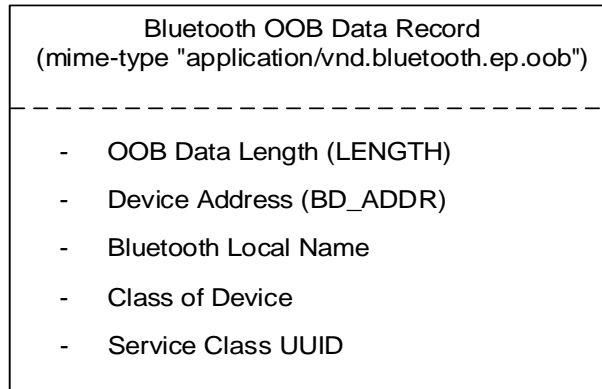 Bluetooth OOB Data Record
(mime-type "application/vnd.bluetooth.ep.oob")
- OOB Data Length (LENGTH)
- Device Address (BD_ADDR)
- Bluetooth Local Name
- Class of Device
- Service Class UUID